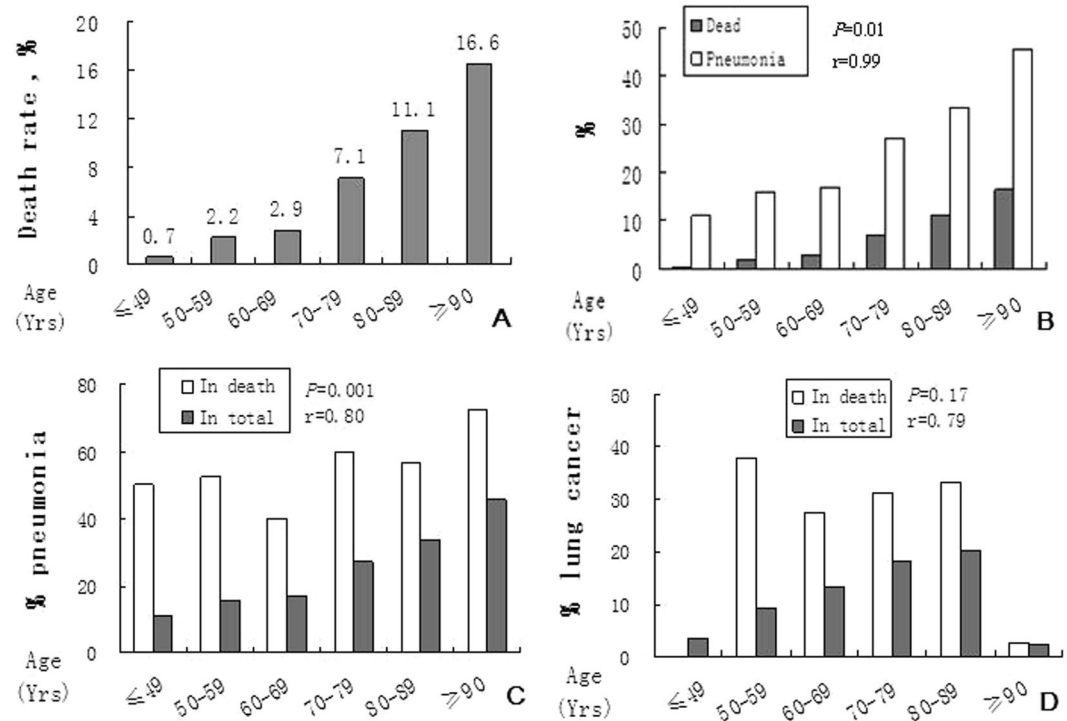 Death rate, %
20
16
12
8
4
0
0.7
2.2
2.9
7.1
11.1
16.6
Age
(Yrs)
≤49
50-59
60-69
70-79
80-89
≥90
A
%
50
40
30
20
10
0
Dead
Pneumonia
P=0.01
r=0.99
Age
(Yrs)
≤49
50-59
60-69
70-79
80-89
≥90
B
% pneumonia
80
60
40
20
0
In death
In total
P=0.001
r=0.80
Age
(Yrs)
≤49
50-59
60-69
70-79
80-89
≥90
C
% lung cancer
50
40
30
20
10
0
In death
In total
P=0.17
r=0.79
Age
(Yrs)
≤49
50-59
60-69
70-79
80-89
≥90
D